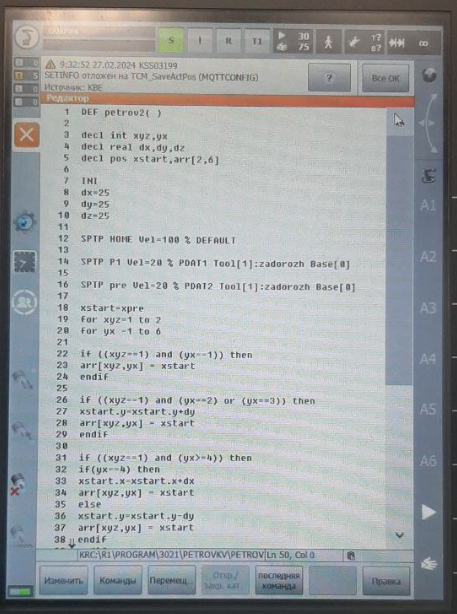 S I R T1 30 75 т? в? ∞
9:32:52 27.02.2024 KSS03199
SETINFO отложен на TCM_SaveActPos (MQTTCONFIG)
Источник: KBE
? Все OK
Редактор
1 DEF petrov2( )
2
3 decl int xyz,yx
4 decl real dx,dy,dz
5 decl pos xstart,arr[2,6]
6
7 INI
8 dx=25
9 dy=25
10 dz=25
11
12 SPTP HOME Vel=100 % DEFAULT
13
14 SPTP P1 Vel=20 % PDAT1 Tool[1]:zadorozh Base[0]
15
16 SPTP pre Vel=20 % PDAT2 Tool[1]:zadorozh Base[0]
17
18 xstart=xpre
19 for xyz=1 to 2
20 for yx =1 to 6
21
22 if ((xyz==1) and (yx==1)) then
23 arr[xyz,yx] = xstart
24 endif
25
26 if ((xyz==1) and (yx==2) or (yx==3)) then
27 xstart.y=xstart.y+dy
28 arr[xyz,yx] = xstart
29 endif
30
31 if ((xyz==1) and (yx>=4)) then
32 if(yx==4) then
33 xstart.x=xstart.x+dx
34 arr[xyz,yx] = xstart
35 else
36 xstart.y=xstart.y-dy
37 arr[xyz,yx] = xstart
38 endif
A1
A2
A3
A4
A5
A6
KRC:\R1\PROGRAM\3021\PETROVKV\PETROV Ln 50, Col 0
Изменить Команды Перемещ... Откр./ закр. кат. последняя команда Правка